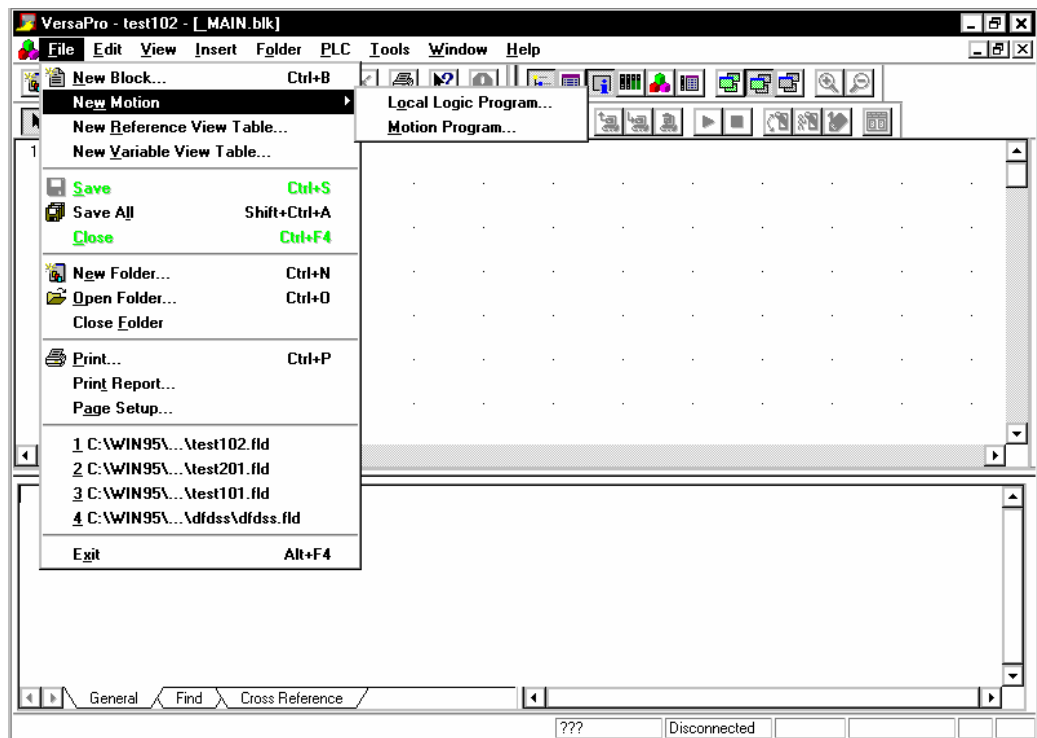 VersaPro - test102 - [_MAIN.blk]
File Edit View Insert Folder PLC Tools Window Help
New Block... Ctrl+B
New Motion
Local Logic Program...
Motion Program...
New Reference View Table...
New Variable View Table...
1
Save Ctrl+S
Save All Shift+Ctrl+A
Close Ctrl+F4
New Folder... Ctrl+N
Open Folder... Ctrl+O
Close Folder
Print... Ctrl+P
Print Report...
Page Setup...
1 C:\WIN95\...\test102.fld
2 C:\WIN95\...\test201.fld
3 C:\WIN95\...\test101.fld
4 C:\WIN95\...\dfdss\dfdss.fld
Exit Alt+F4
General Find Cross Reference
??? Disconnected